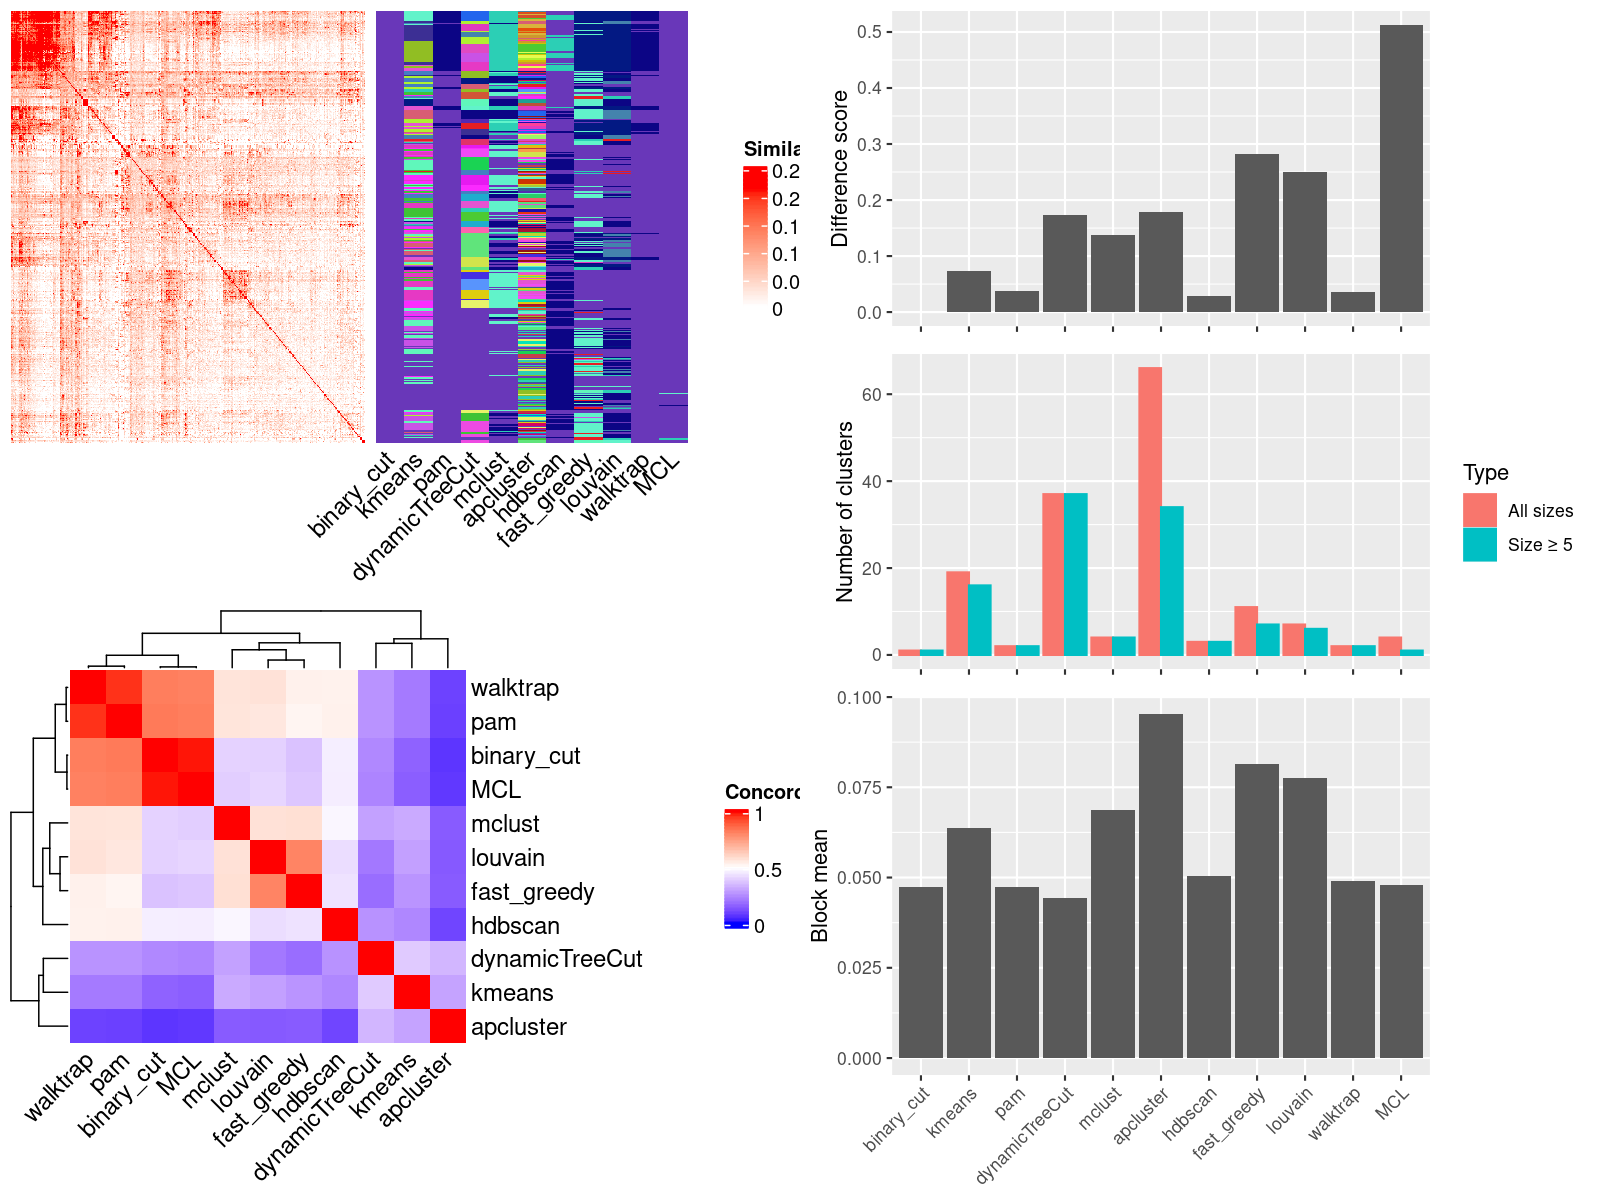 Simila
0.2
0.2
0.1
0.1
0.0
0
binary_cut
kmeans
pam
dynamicTreeCut
mclust
apcluster
hdbscan
fast_greedy
louvain
walktrap
MCL
walktrap
pam
binary_cut
MCL
mclust
louvain
fast_greedy
hdbscan
dynamicTreeCut
kmeans
apcluster
walktrap
pam
binary_cut
MCL
mclust
louvain
fast_greedy
hdbscan
dynamicTreeCut
kmeans
apcluster
Concord
1
0.5
0
Difference score
0.5
0.4
0.3
0.2
0.1
0.0
Number of clusters
60
40
20
0
Type
All sizes
Size ≥ 5
Block mean
0.100
0.075
0.050
0.025
0.000
binary_cut
kmeans
pam
dynamicTreeCut
mclust
apcluster
hdbscan
fast_greedy
louvain
walktrap
MCL